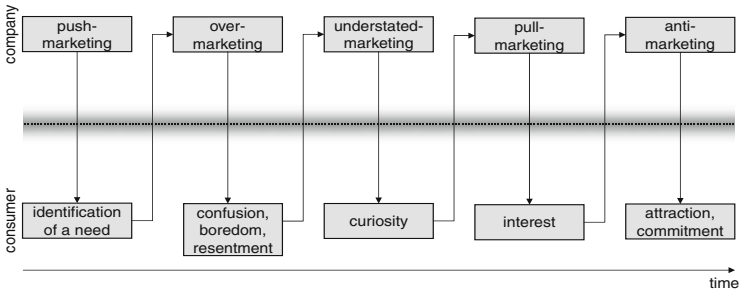 company
push-
marketing
over-
marketing
understated-
marketing
pull-
marketing
anti-
marketing
consumer
identification
of a need
confusion,
boredom,
resentment
curiosity
interest
attraction,
commitment
time